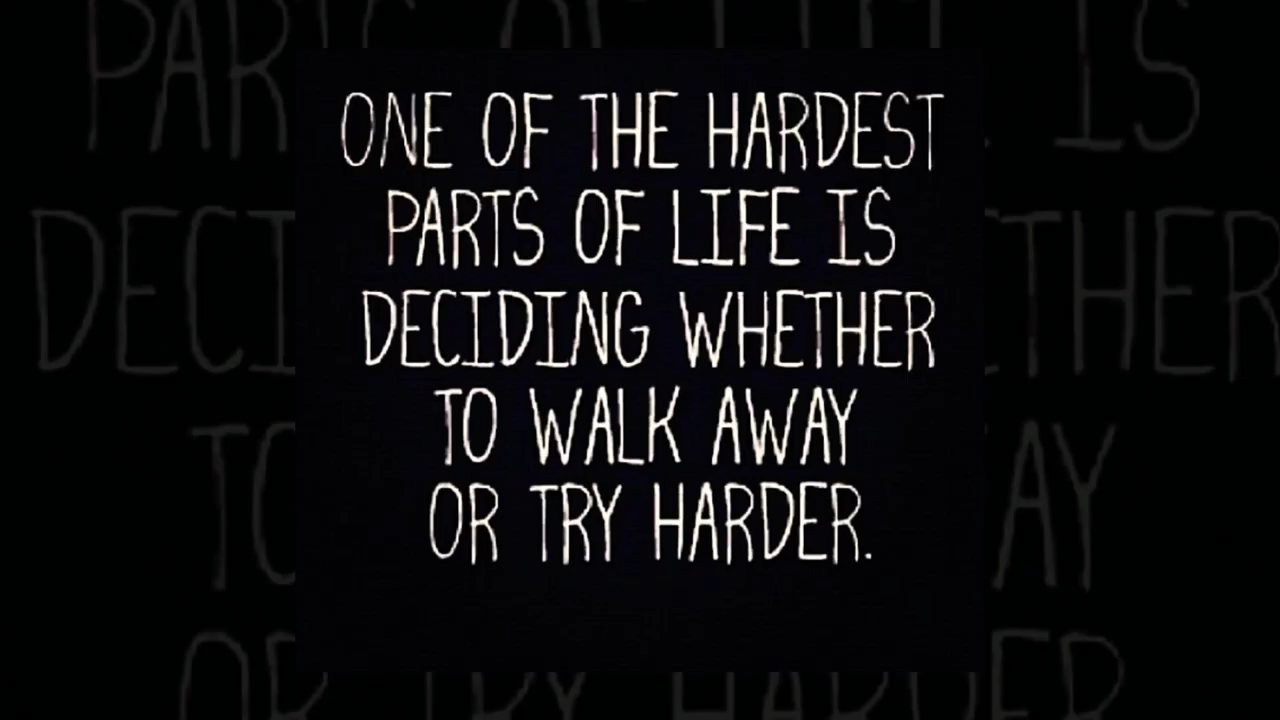 ONE OF THE HARDEST
PARTS OF LIFE IS
DECIDING WHETHER
TO WALK AWAY
OR TRY HARDER.